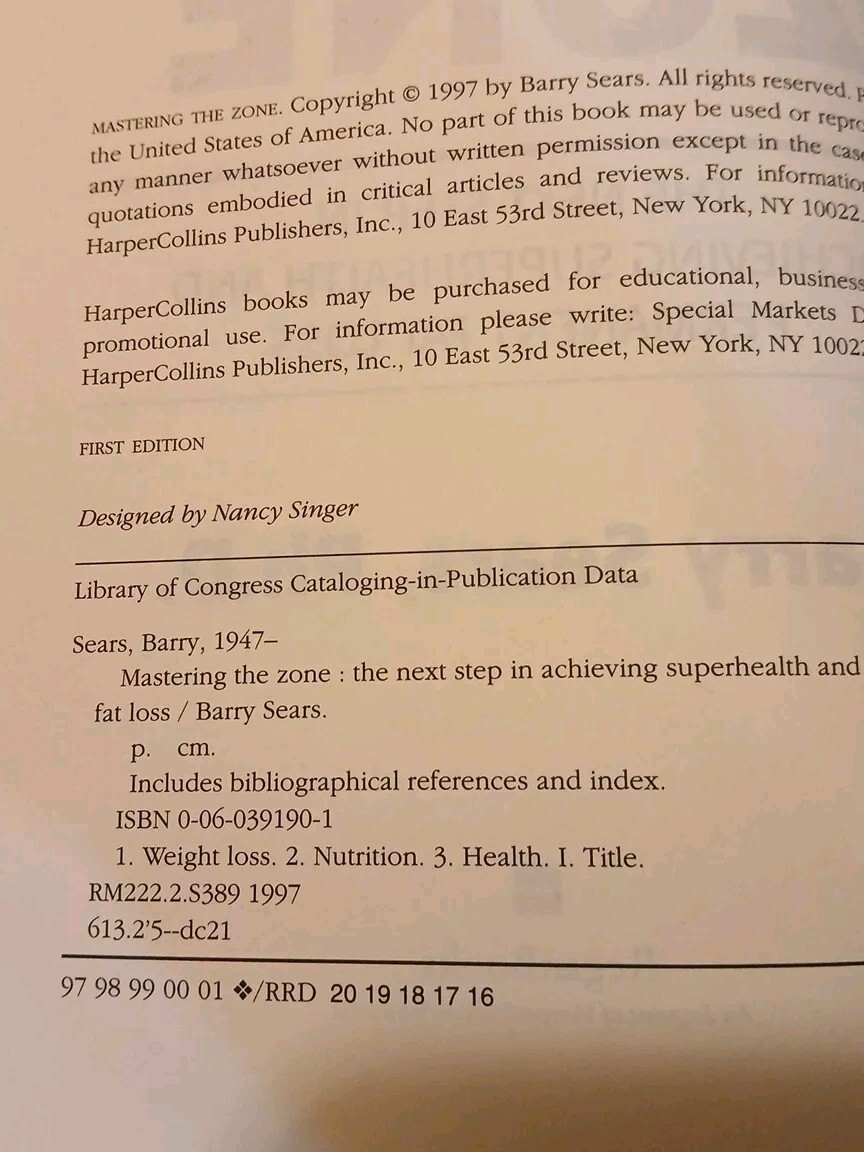 MASTERING THE ZONE. Copyright © 1997 by Barry Sears. All rights reserved.
the United States of America. No part of this book may be used or repro
any manner whatsoever without written permission except in the case
quotations embodied in critical articles and reviews. For information
HarperCollins Publishers, Inc., 10 East 53rd Street, New York, NY 10022.
HarperCollins books may be purchased for educational, business
promotional use. For information please write: Special Markets D
HarperCollins Publishers, Inc., 10 East 53rd Street, New York, NY 10022
FIRST EDITION
Designed by Nancy Singer
Library of Congress Cataloging-in-Publication Data
Sears, Barry, 1947–
Mastering the zone : the next step in achieving superhealth and
fat loss / Barry Sears.
p. cm.
Includes bibliographical references and index.
ISBN 0-06-039190-1
1. Weight loss. 2. Nutrition. 3. Health. I. Title.
RM222.2.S389 1997
613.2'5--dc21
97 98 99 00 01 ❖/RRD 20 19 18 17 16